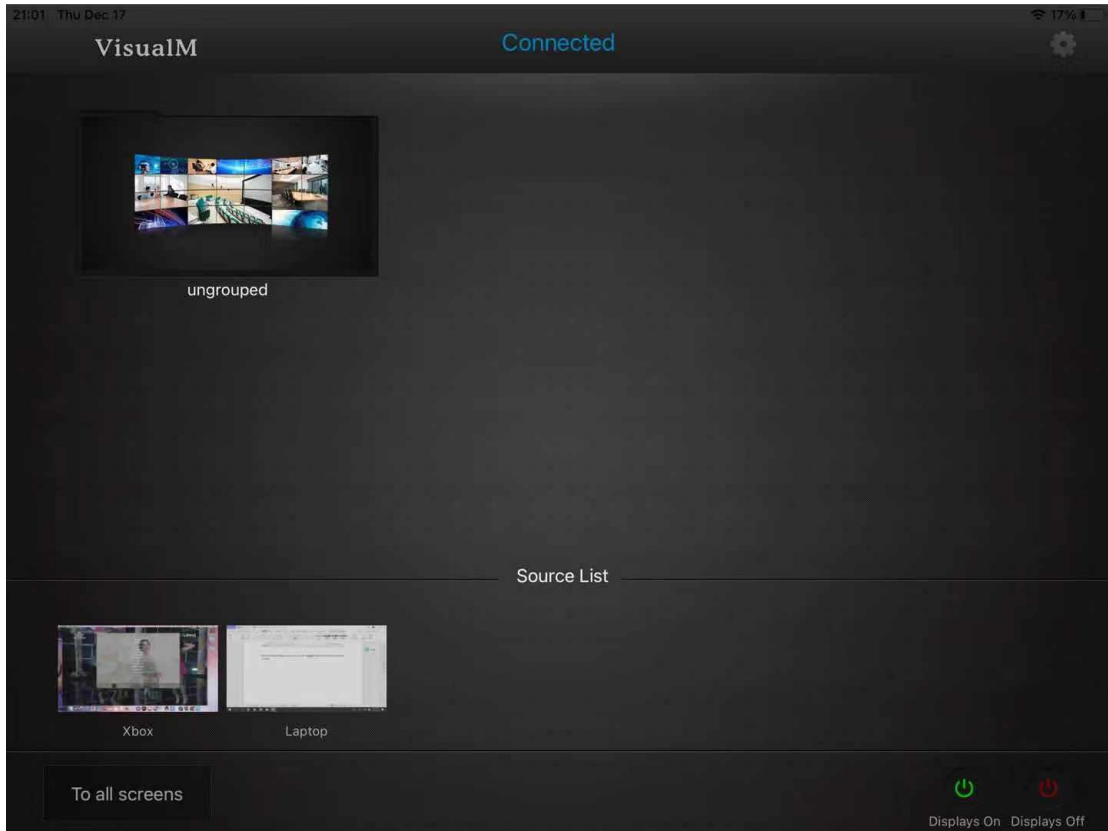 21:01 Thu Dec 17
17%
VisualM
Connected
ungrouped
Source List
Xbox
Laptop
To all screens
Displays On
Displays Off